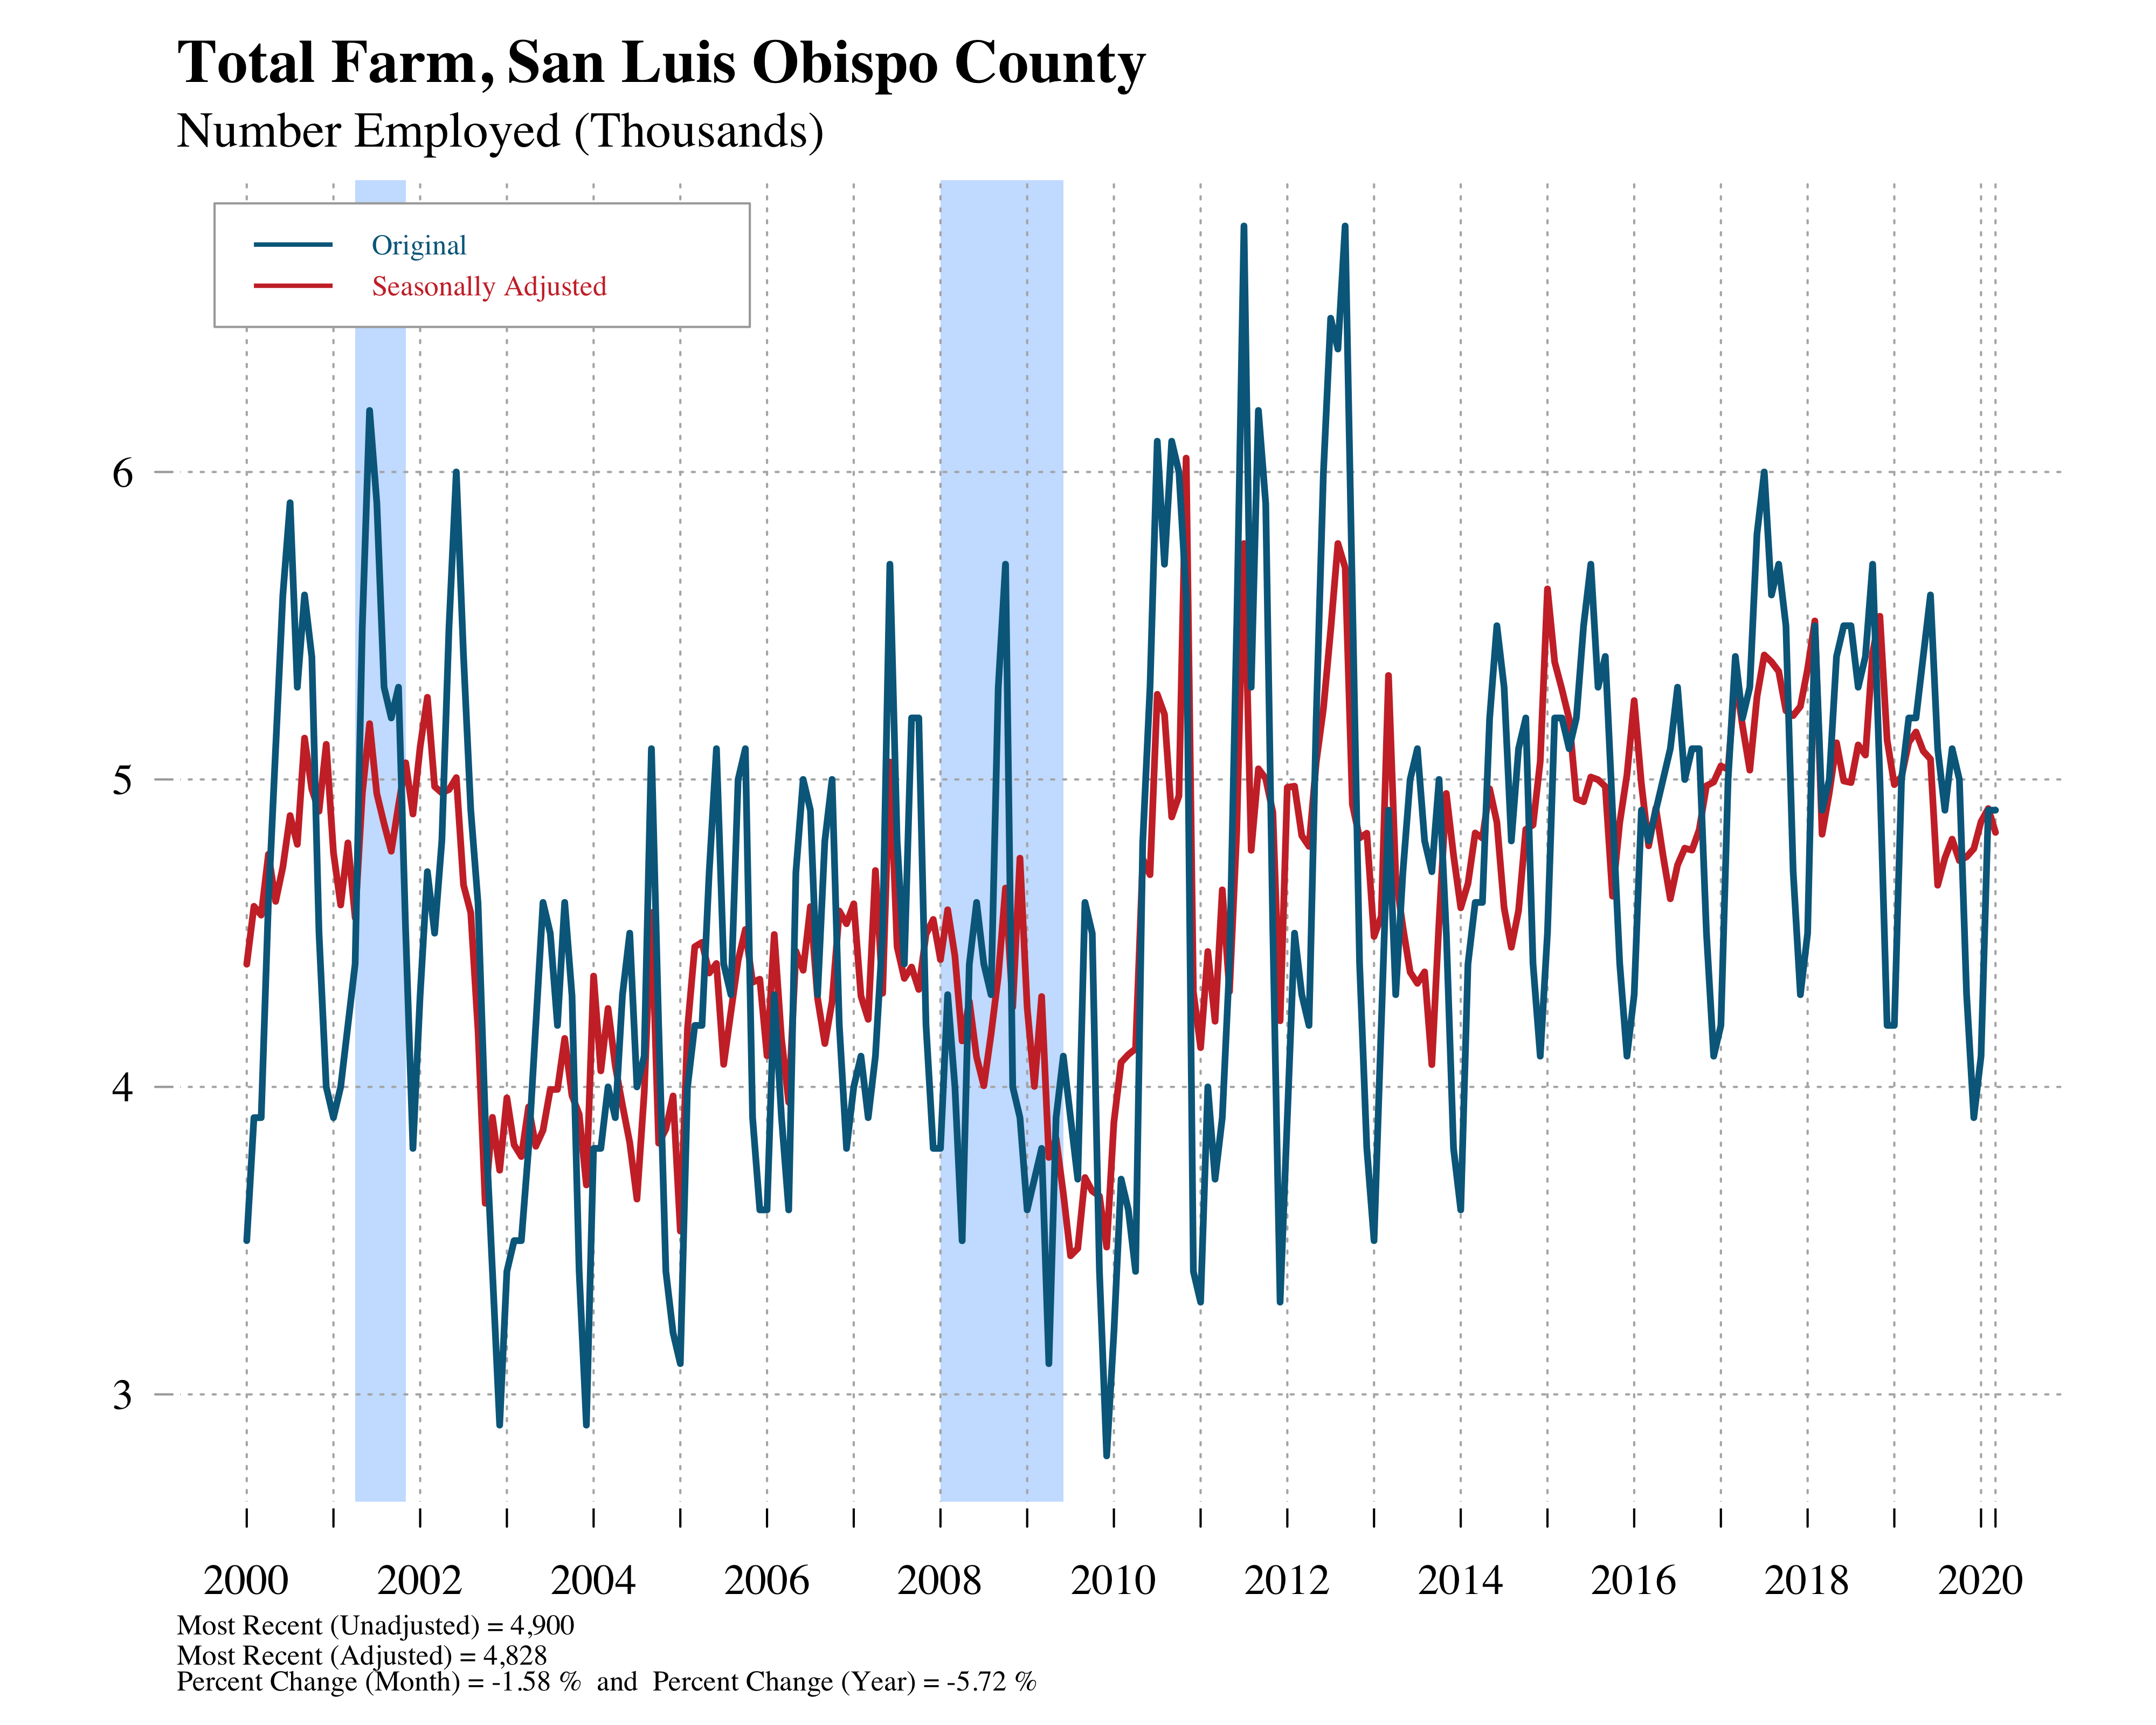 Total Farm, San Luis Obispo County
Number Employed (Thousands)
Original
Seasonally Adjusted
6
5
4
3
2000 2002 2004 2006 2008 2010 2012 2014 2016 2018 2020
Most Recent (Unadjusted) = 4,900
Most Recent (Adjusted) = 4,828
Percent Change (Month) = -1.58 % and Percent Change (Year) = -5.72 %